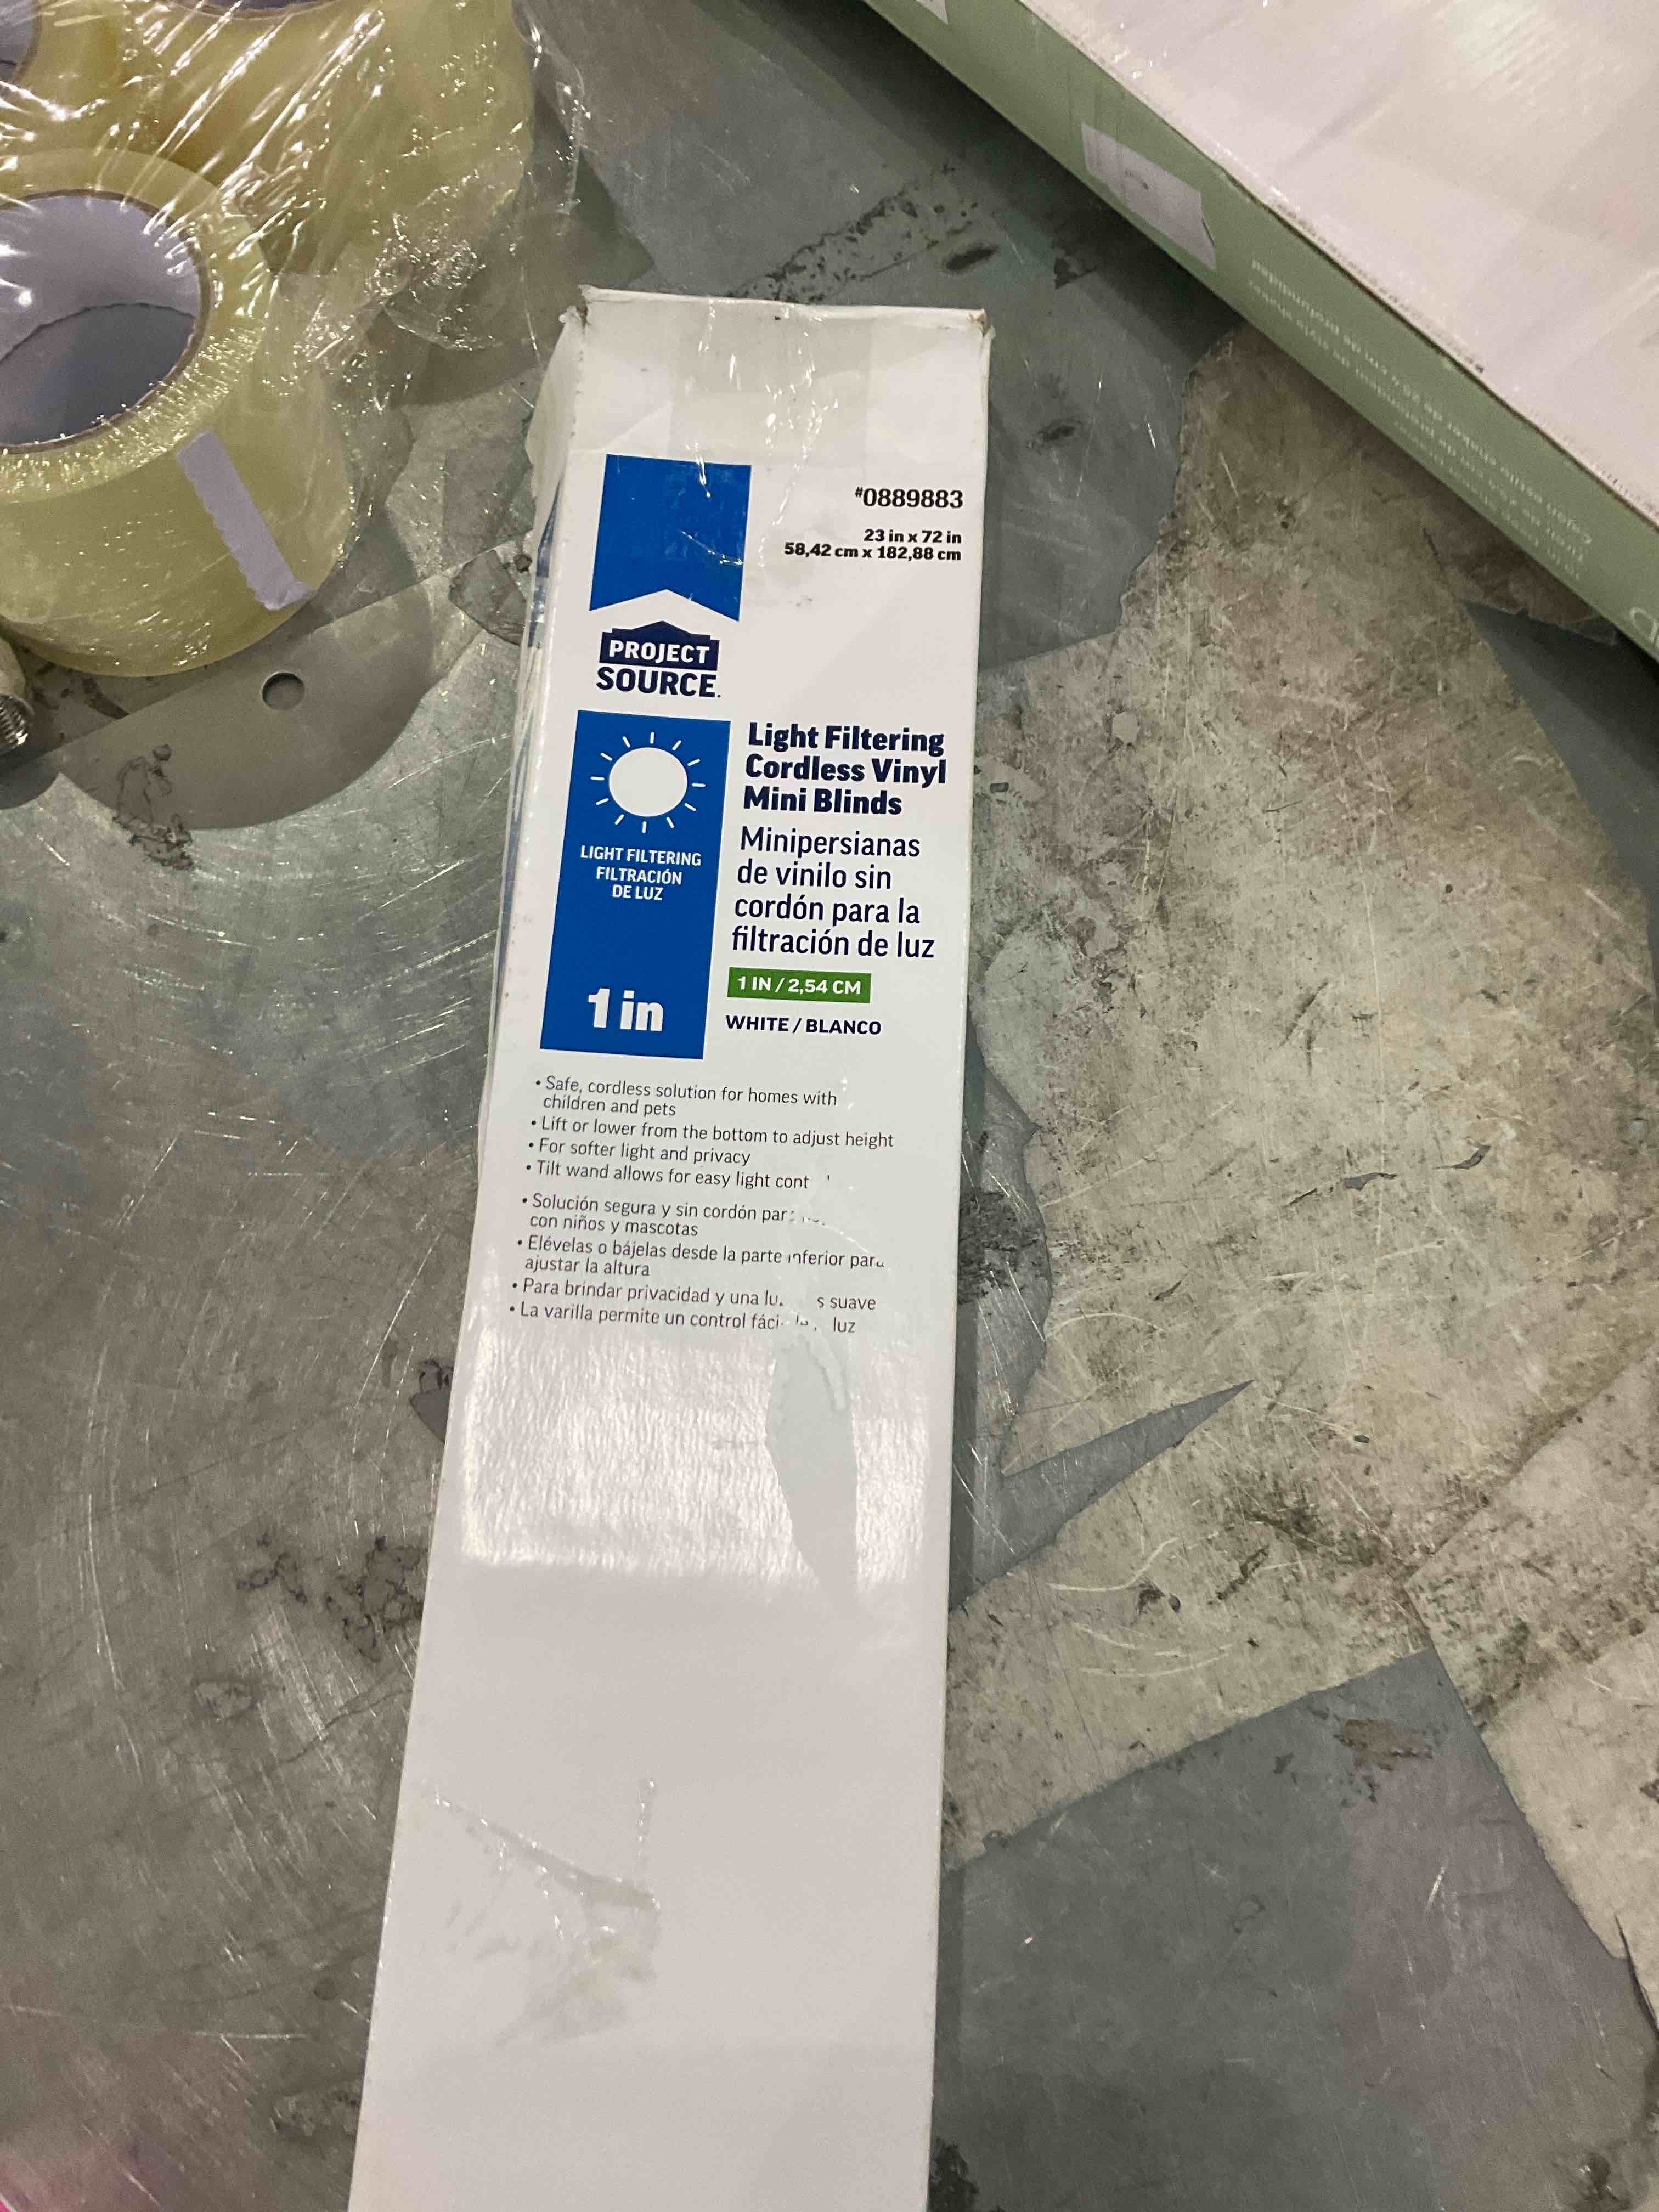 #0889883
23 in x 72 in
58,42 cm x 182,88 cm
PROJECT
SOURCE.
LIGHT FILTERING
FILTRACIÓN
DE LUZ
1 in
Light Filtering
Cordless Vinyl
Mini Blinds
Minipersianas
de vinilo sin
cordón para la
filtración de luz
1 IN / 2,54 CM
WHITE / BLANCO
• Safe, cordless solution for homes with
children and pets
• Lift or lower from the bottom to adjust height
• For softer light and privacy
• Tilt wand allows for easy light cont
• Solución segura y sin cordón par
con niños y mascotas
• Elévelas o bájelas desde la parte inferior para
ajustar la altura
• Para brindar privacidad y una lu s suave
• La varilla permite un control fáci luz